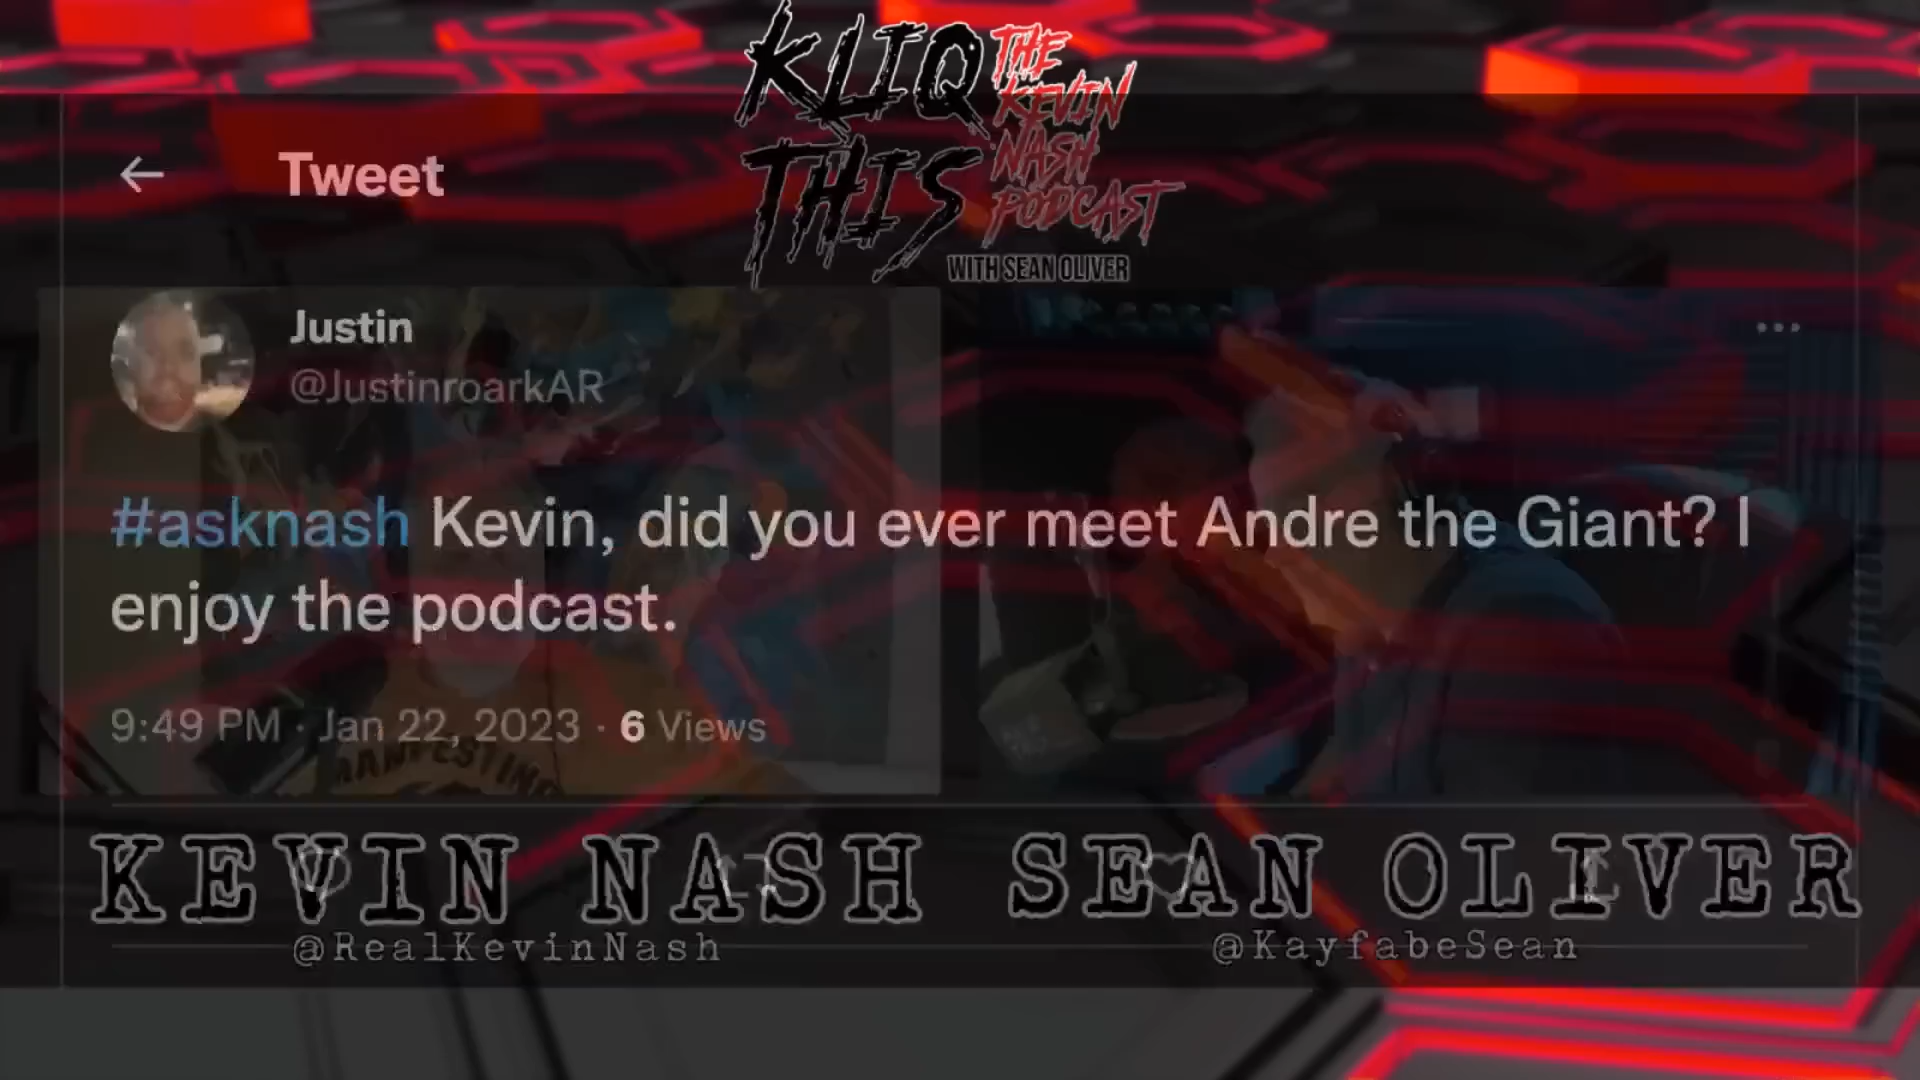 KLIQ THIS
THE KEVIN NASH PODCAST
WITH SEAN OLIVER
Tweet
Justin
@JustinroarkAR
#asknash Kevin, did you ever meet Andre the Giant? I
enjoy the podcast.
9:49 PM · Jan 22, 2023 · 6 Views
KEVIN NASH
@RealKevinNash
SEAN OLIVER
@KayfabeSean